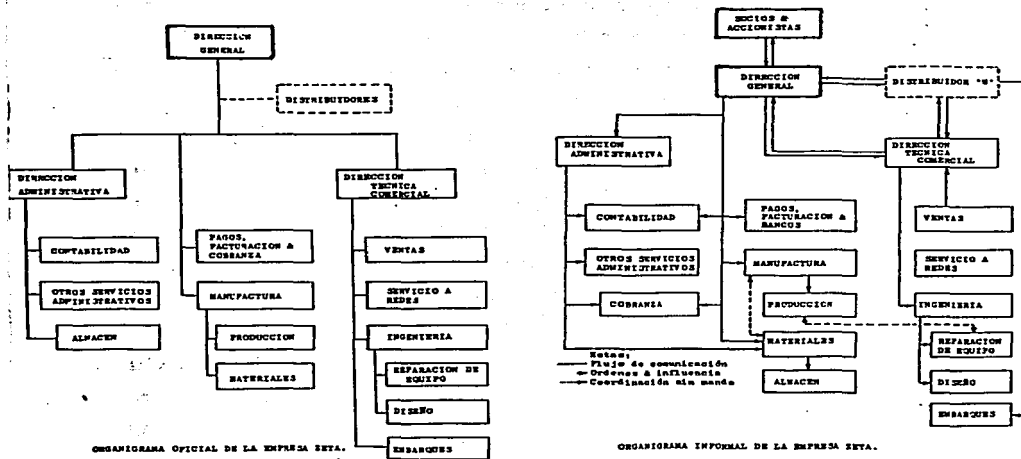 DIRECCION
GENERAL
DISTRIBUIDORES
DIRECCION
ADMINISTRATIVA
DIRECCION
TECNICA
COMERCIAL
CONTABILIDAD
OTROS SERVICIOS
ADMINISTRATIVOS
ALMACEN
PAGOS,
FACTURACION &
COBRANZA
MANUFACTURA
PRODUCCION
MATERIALES
VENTAS
SERVICIO A
REDES
INGENIERIA
REPARACION DE
EQUIPO
DISEÑO
EMBARQUES
ORGANIGRAMA OFICIAL DE LA EMPRESA ZETA.
SOCIOS &
ACCIONISTAS
DIRECCION
GENERAL
DISTRIBUIDOR
DIRECCION
ADMINISTRATIVA
DIRECCION
TECNICA
COMERCIAL
CONTABILIDAD
PAGOS,
FACTURACION &
BANCOS
VENTAS
OTROS SERVICIOS
ADMINISTRATIVOS
MANUFACTURA
SERVICIO A
REDES
COBRANZA
PRODUCCION
INGENIERIA
MATERIALES
REPARACION
DE EQUIPO
ALMACEN
DISEÑO
EMBARQUES
Notas;
Flujo de comunicación
Ordenes & influencia
Coordinación sin mando
ORGANIGRAMA INFORMAL DE LA EMPRESA ZETA.